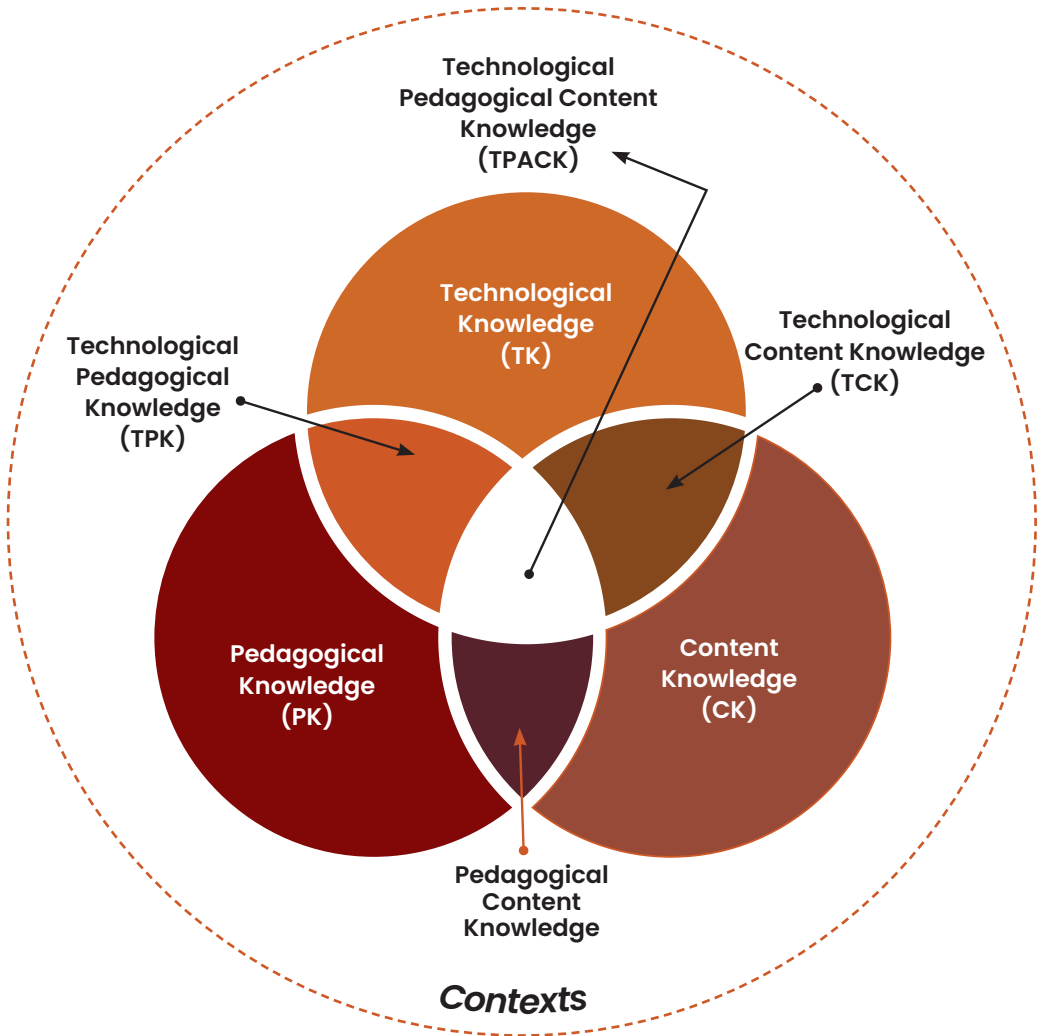 Technological
Pedagogical Content
Knowledge
(TPACK)
Technological
Knowledge
(TK)
Technological
Content Knowledge
(TCK)
Technological
Pedagogical
Knowledge
(TPK)
Pedagogical
Knowledge
(PK)
Content
Knowledge
(CK)
Pedagogical
Content
Knowledge
Contexts